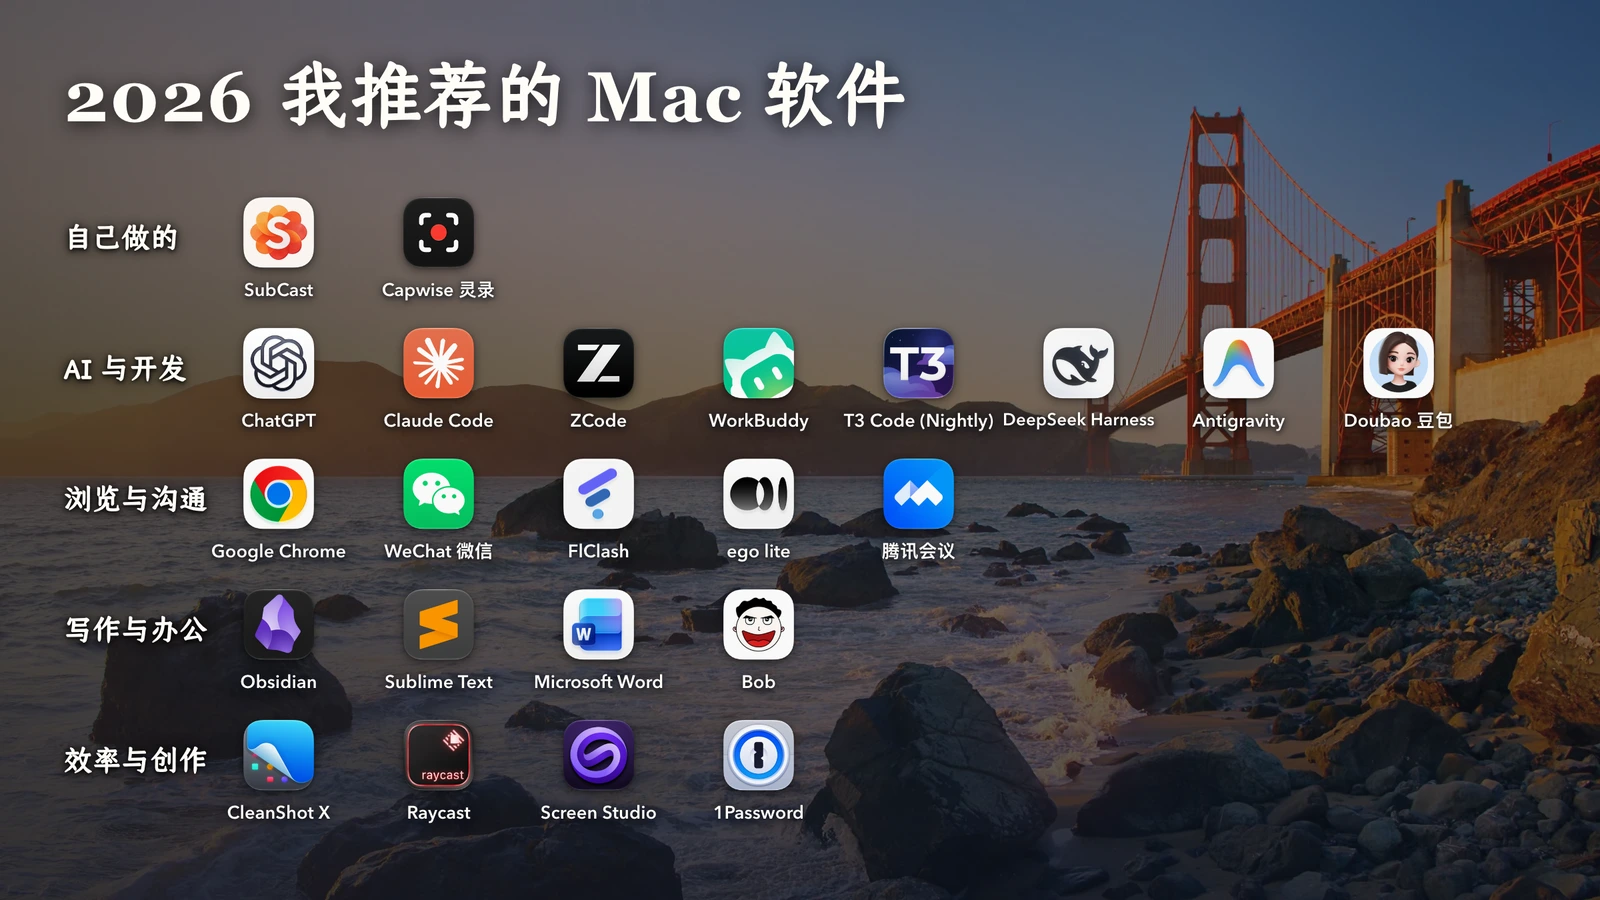 2026 我推荐的 Mac 软件
自己做的
SubCast
Capwise 灵录
AI 与开发
T3
ChatGPT
Claude Code
ZCode
WorkBuddy
T3 Code (Nightly)
DeepSeek Harness
Antigravity
Doubao 豆包
浏览与沟通
Google Chrome
WeChat 微信
FlClash
ego lite
腾讯会议
写作与办公
W
Obsidian
Sublime Text
Microsoft Word
Bob
效率与创作
raycast
CleanShot X
Raycast
Screen Studio
1Password